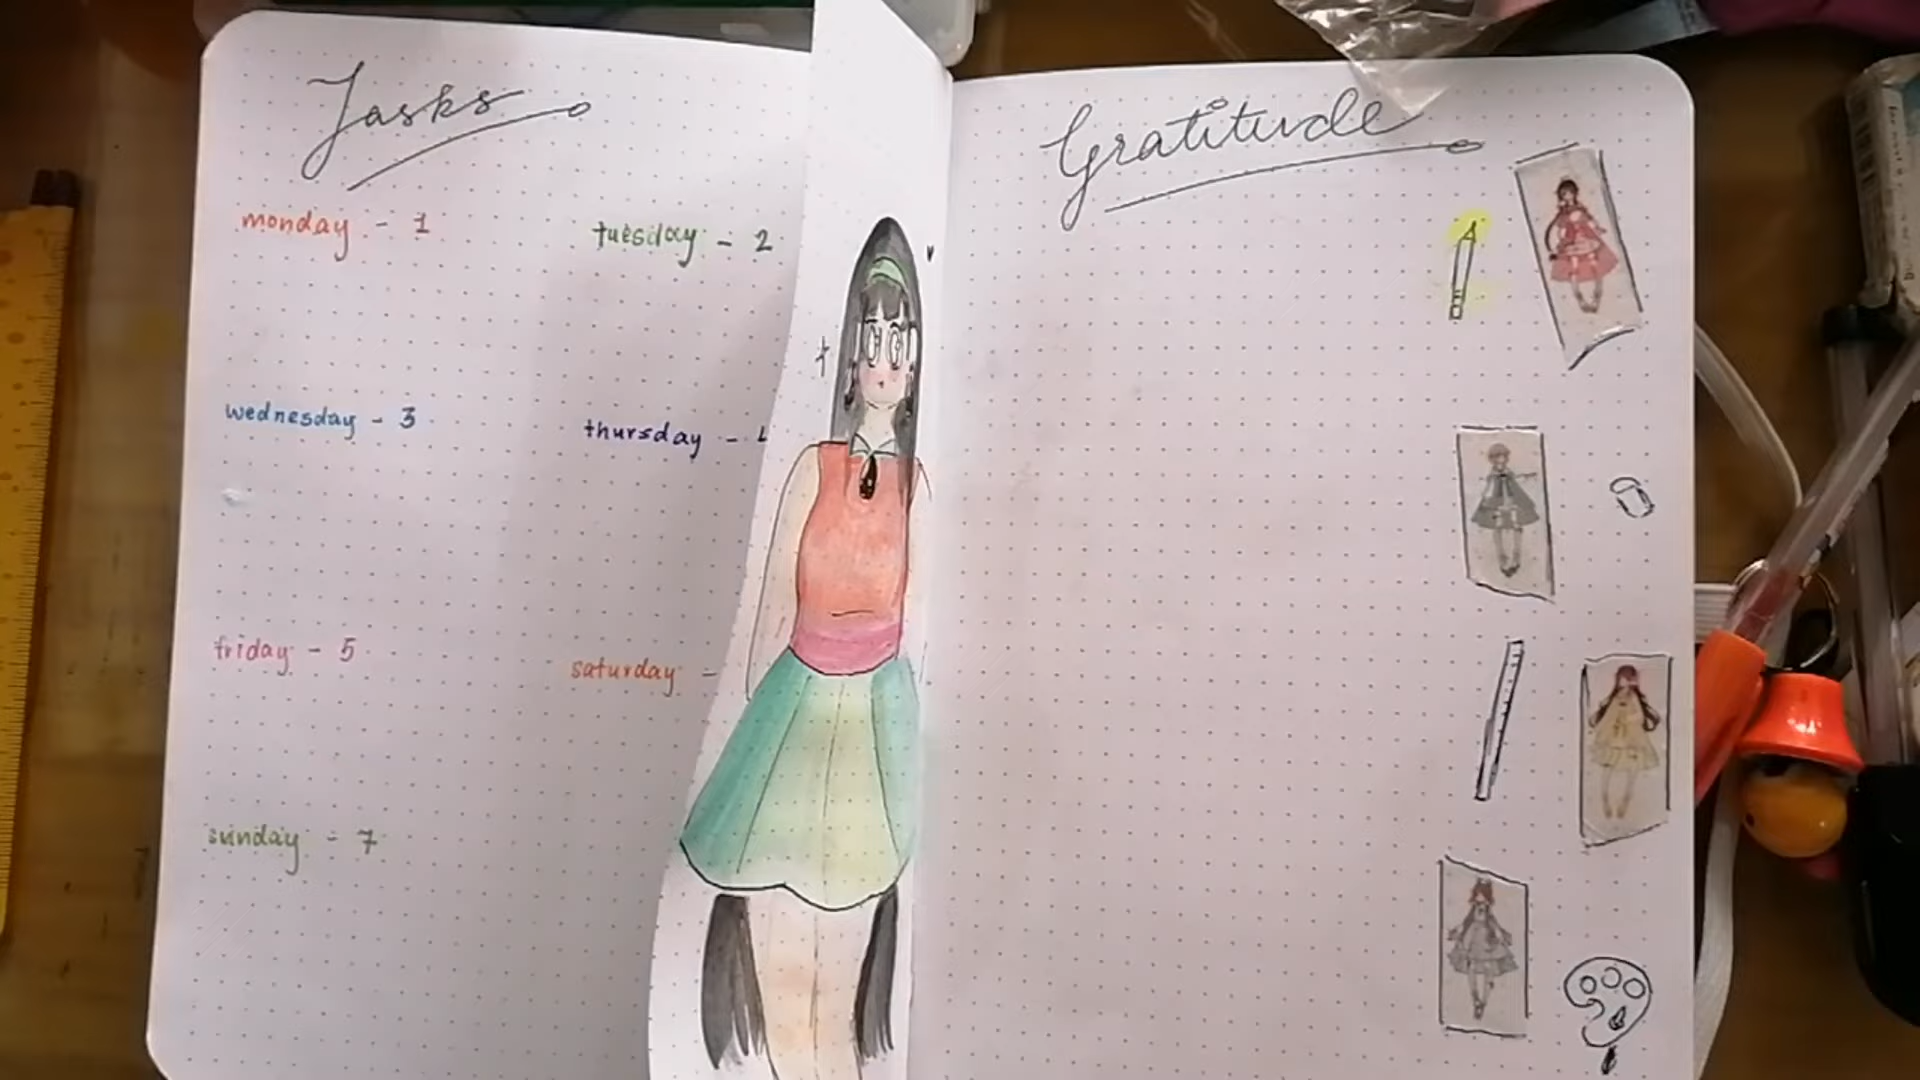 Tasks
monday - 1
tuesday - 2
wednesday - 3
thursday -
friday - 5
saturday -
sunday - 7
Gratitude